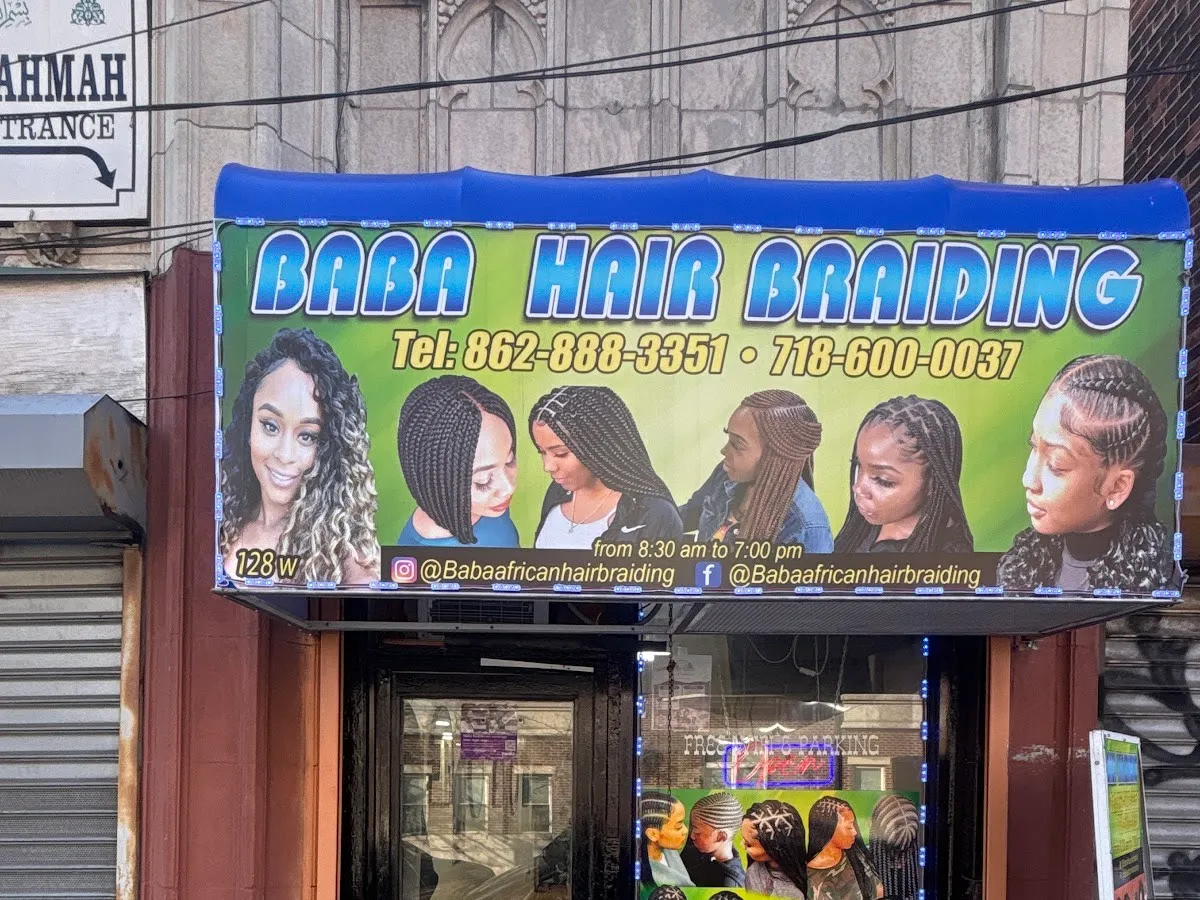 AHMAH
TRANCE
BABA HAIR BRAIDING
Tel: 862-888-3351 • 718-600-0037
from 8:30 am to 7:00 pm
128 W
@Babaafricanhairbraiding @Babaafricanhairbraiding
PARKING
Open